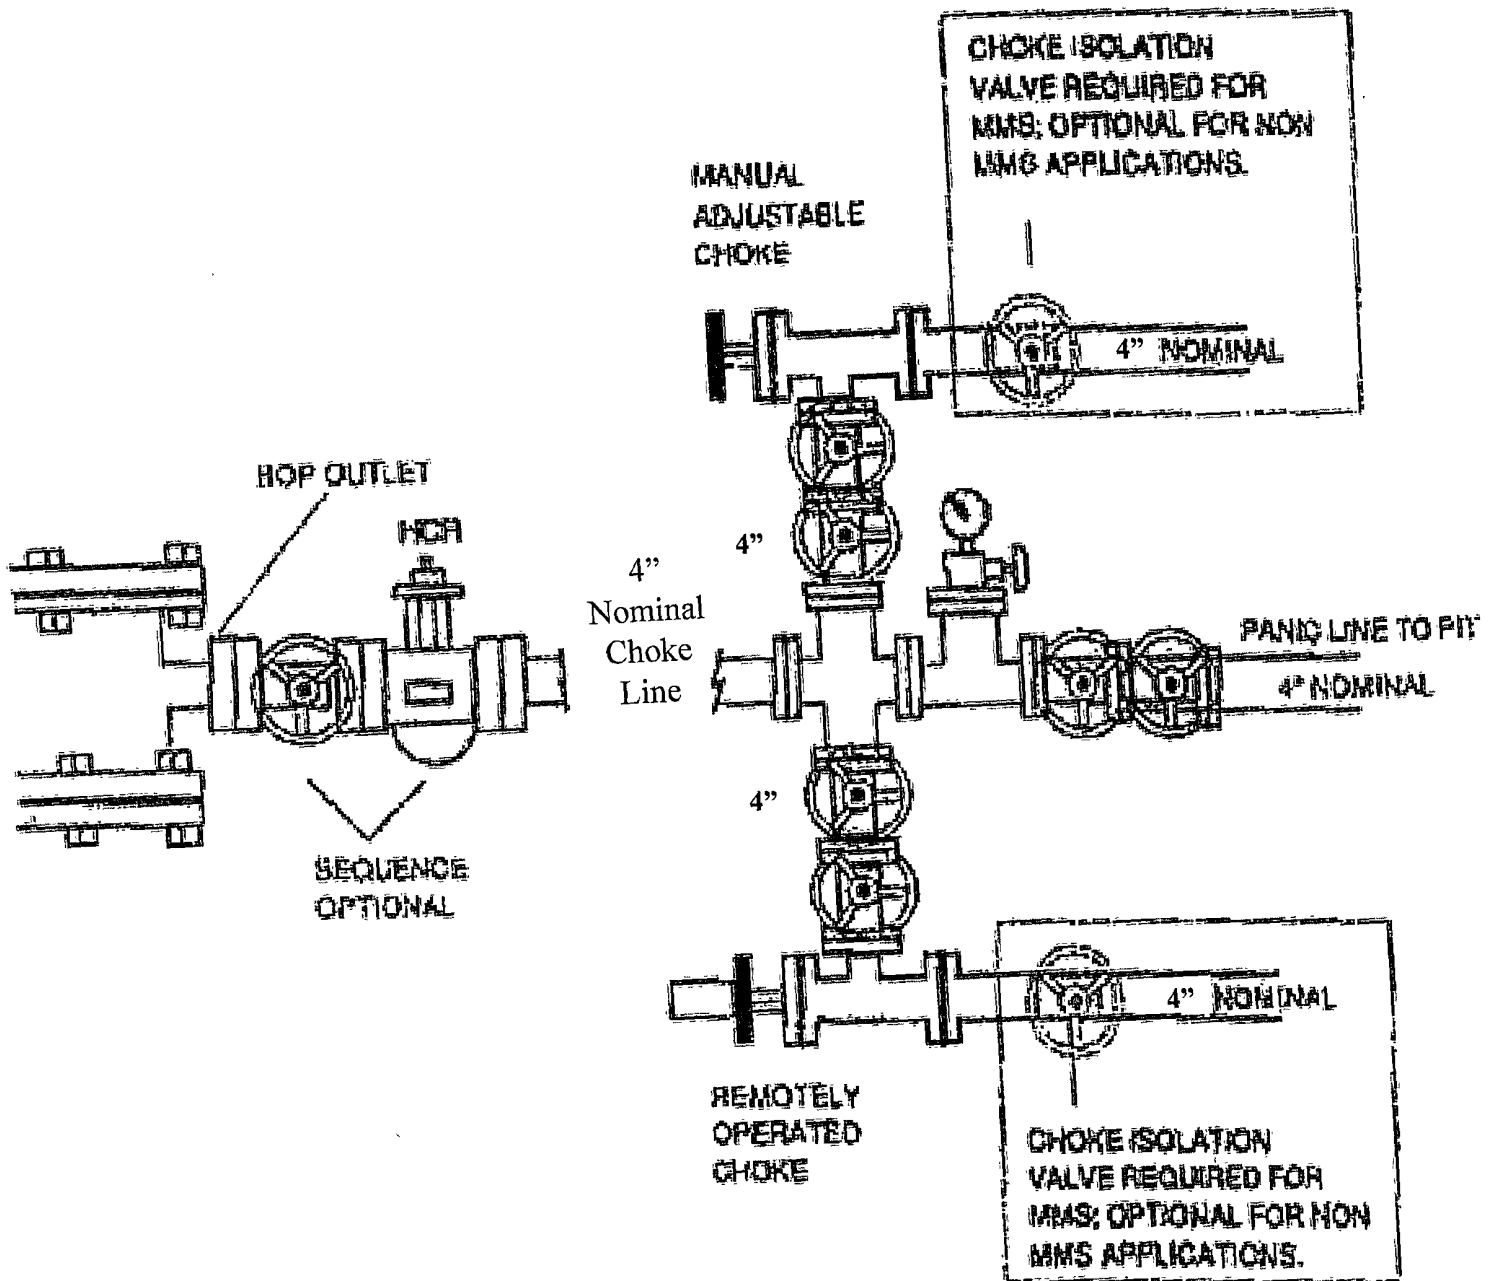 CHOKE ISOLATION
VALVE REQUIRED FOR
MMS; OPTIONAL FOR NON
MMS APPLICATIONS.
MANUAL
ADJUSTABLE
CHOKE
4” NOMINAL
BOP OUTLET
HCR
4”
4”
Nominal
Choke
Line
PANIC LINE TO PIT
4" NOMINAL
4”
SEQUENCE
OPTIONAL
4” NOMINAL
REMOTELY
OPERATED
CHOKE
CHOKE ISOLATION
VALVE REQUIRED FOR
MMS; OPTIONAL FOR NON
MMS APPLICATIONS.